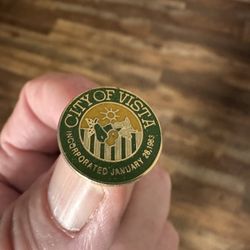 CITY OF VISTA
INCORPORATED JANUARY 28, 1963